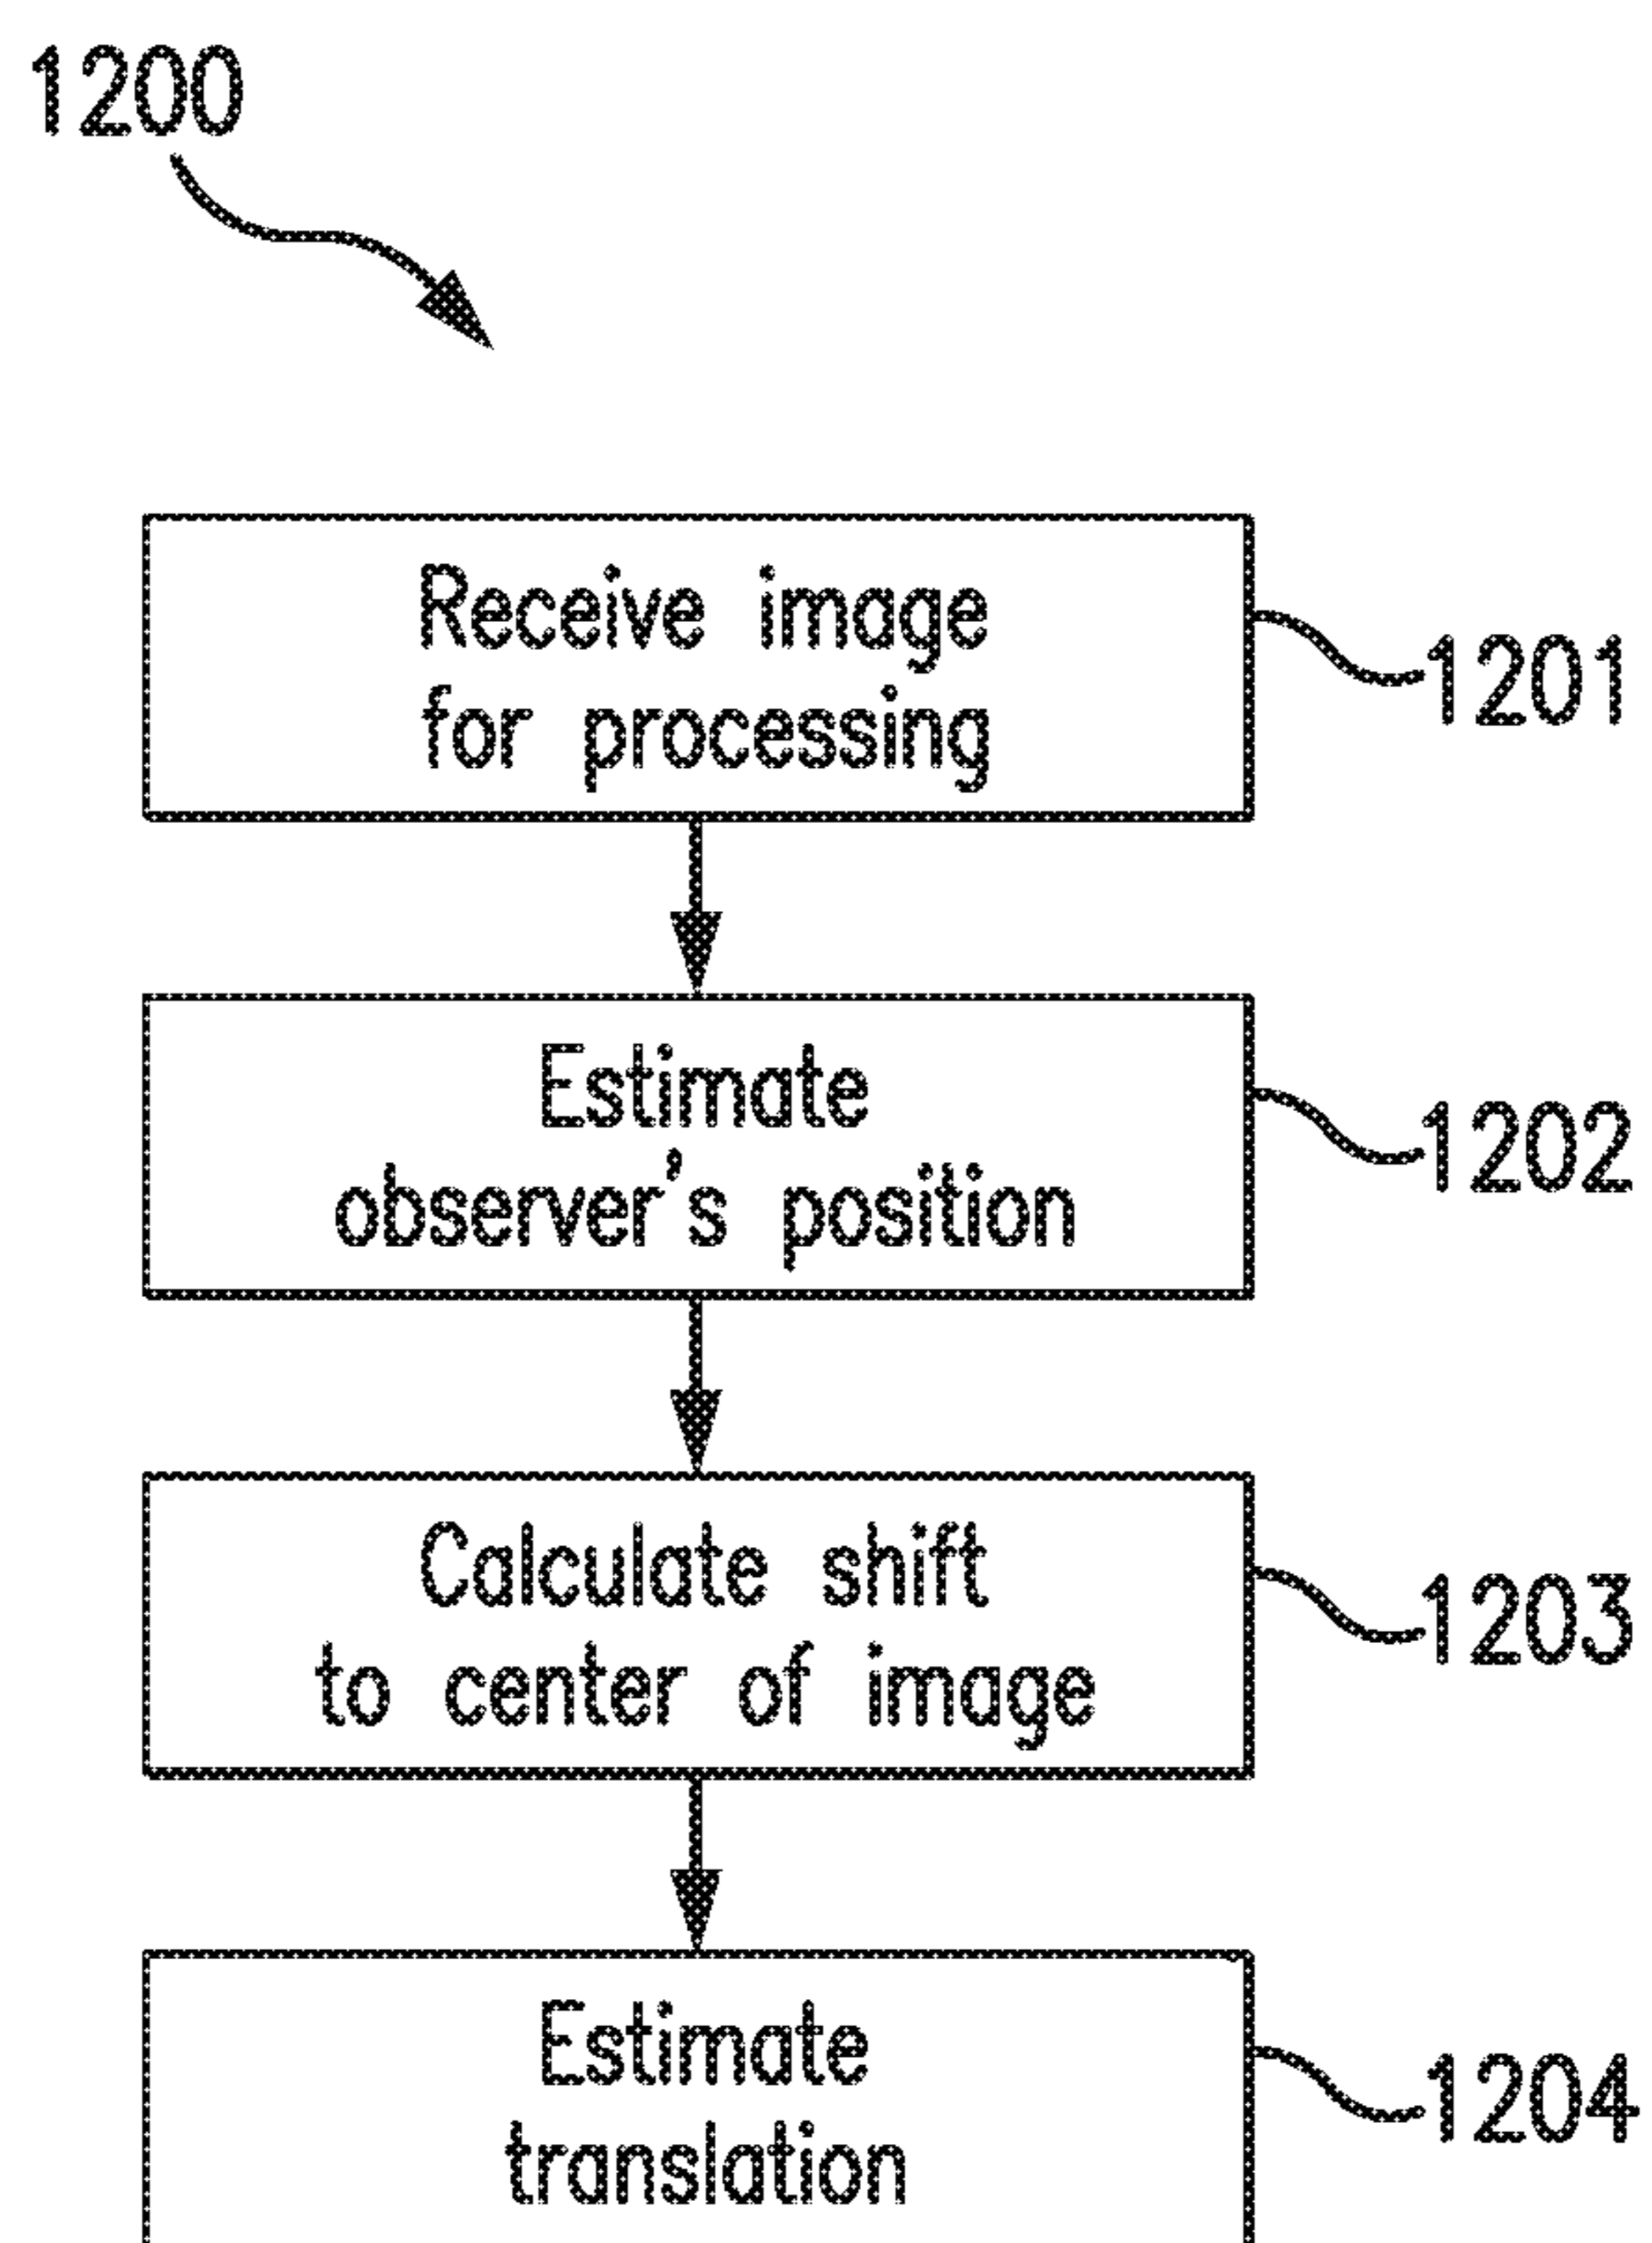 1200
Receive image
for processing
1201
Estimate
observer's position
1202
Calculate shift
to center of image
1203
Estimate
translation
1204